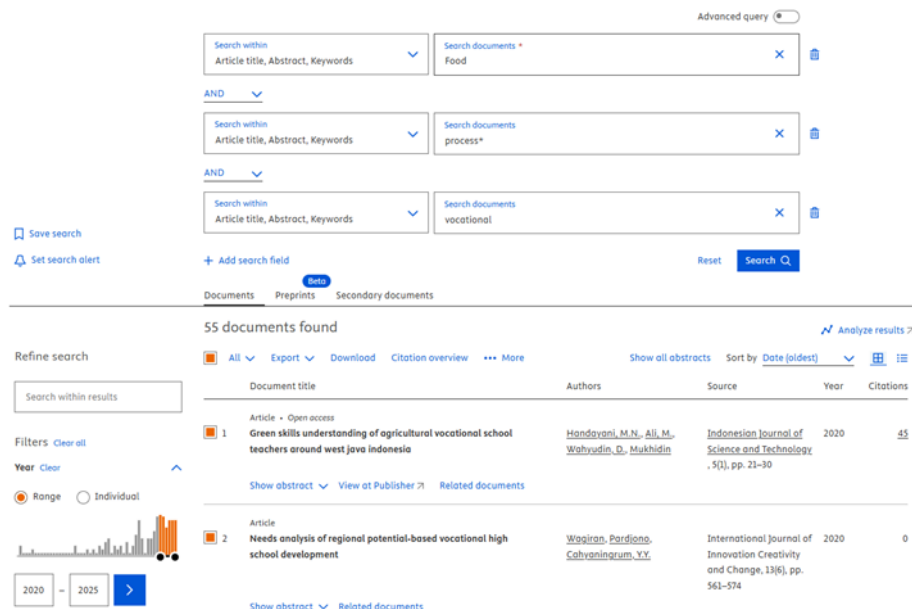 Advanced query
Search within
Article title, Abstract, Keywords
Search documents *
Food
AND
Search within
Article title, Abstract, Keywords
Search documents
process*
AND
Search within
Article title, Abstract, Keywords
Search documents
vocational
Save search
Set search alert
+ Add search field
Reset
Search
Beta
Documents Preprints Secondary documents
55 documents found
Analyze results
Refine search
All Export Download Citation overview ••• More
Show all abstracts Sort by Date (oldest)
Search within results
Document title Authors Source Year Citations
Filters Clear all
Year Clear
Range Individual
2020 – 2025
Article • Open access
1 Green skills understanding of agricultural vocational school
teachers around west java indonesia
Handayani, M.N., Ali, M.,
Wahyudin, D., Mukhidin
Indonesian Journal of
Science and Technology
, 5(1), pp. 21–30
2020
45
Show abstract View at Publisher Related documents
Article
2 Needs analysis of regional potential-based vocational high
school development
Wagiran, Pardjono,
Cahyaningrum, Y.Y.
International Journal of
Innovation Creativity
and Change, 13(6), pp.
561–574
2020
0
Show abstract Related documents